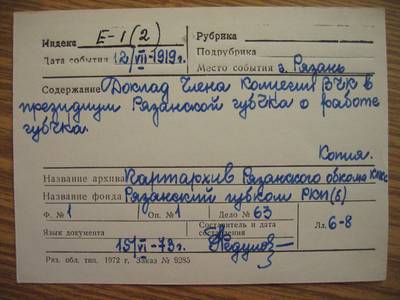 Индекс Е-1(2) Рубрика
Дата события 12/VII-1919г. Подрубрика
Место события г. Рязань
Содержание Доклад члена комиссии ВЧК в
президиум Рязанской губЧка о работе
губЧка.
Копия.
Название архива Партархив Рязанского обкома КПСС
Название фонда Рязанский губком РКП(б)
Ф. № 1 Оп. № 1 Дело № 63 Лл. 6-8
Язык документа Составитель и дата
составления
15/VI-73г.
Ряз. обл. тип. 1972 г. Заказ № 9285